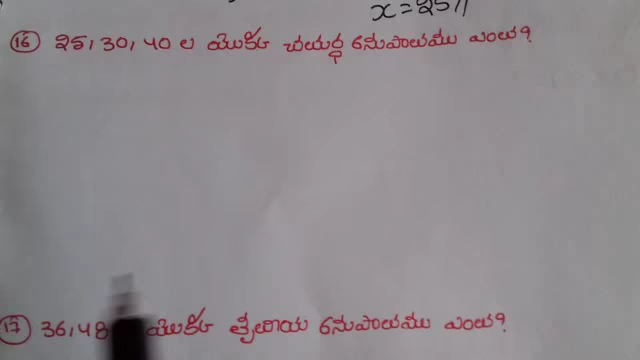 x = 25//
16 25, 30, 40 ల యొక్క చతుర్థ అనుపాతము ఎంత?
17 36, 48 యొక్క తృతీయ అనుపాతము ఎంత?